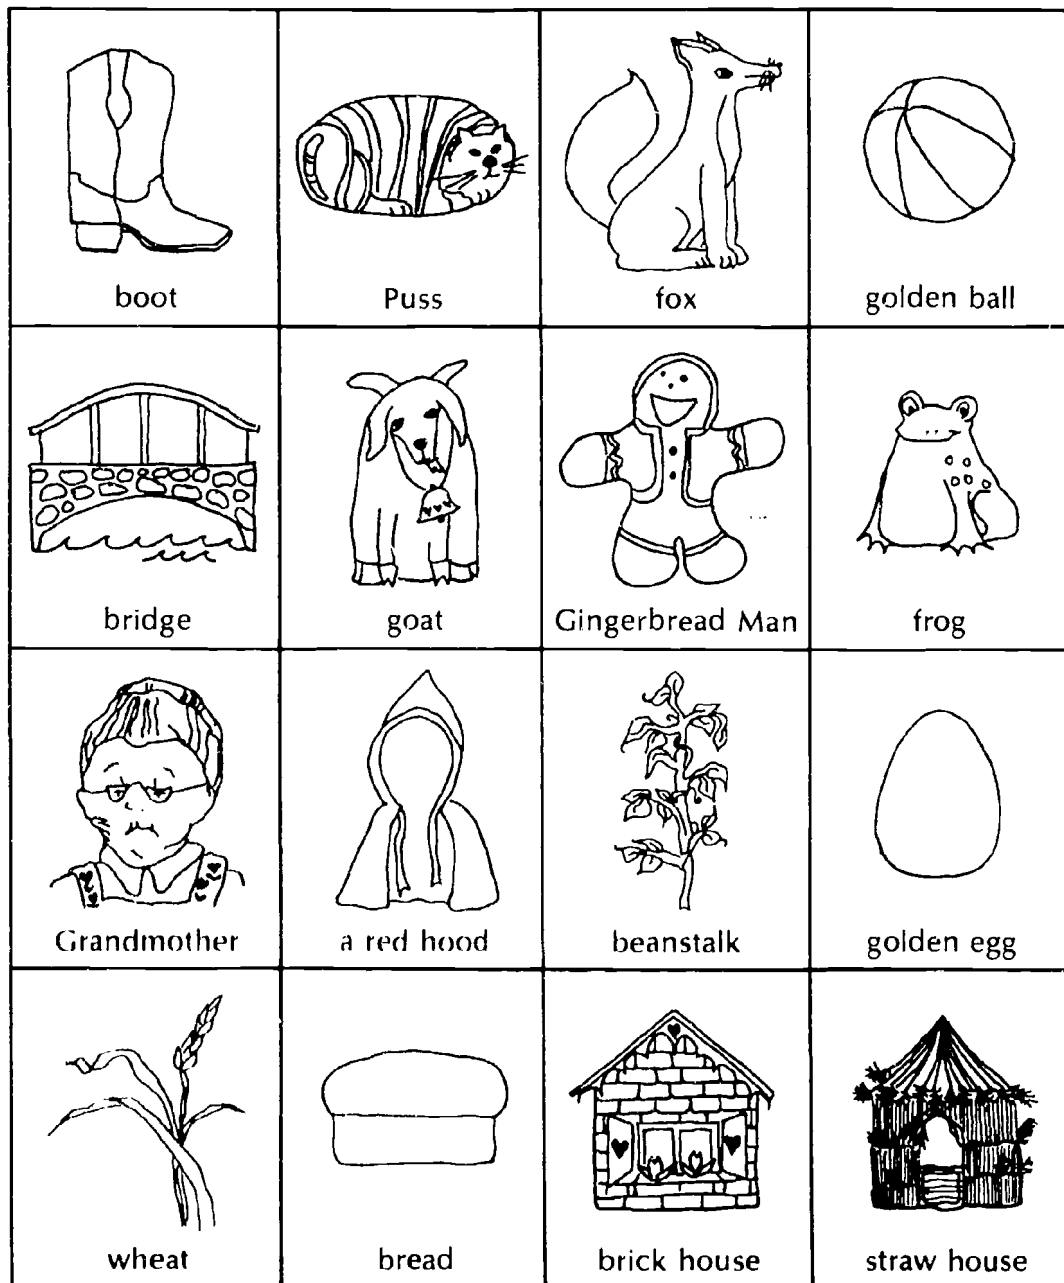 boot
Puss
fox
golden ball
bridge
goat
Gingerbread Man
frog
Grandmother
a red hood
beanstalk
golden egg
wheat
bread
brick house
straw house